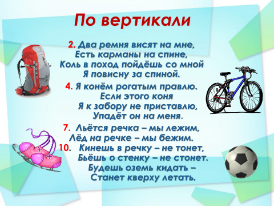 По вертикали
2. Два ремня висят на мне,
Есть карманы на спине,
Коль в поход пойдёшь со мной
Я повисну за спиной.
4. Я конём рогатым правлю.
Если этого коня
Я к забору не приставлю,
Упадёт он на меня.
7. Льётся речка – мы лежим,
Лёд на речке – мы бежим.
10. Кинешь в речку – не тонет,
Бьёшь о стенку – не стонет.
Будешь оземь кидать –
Станет кверху летать.